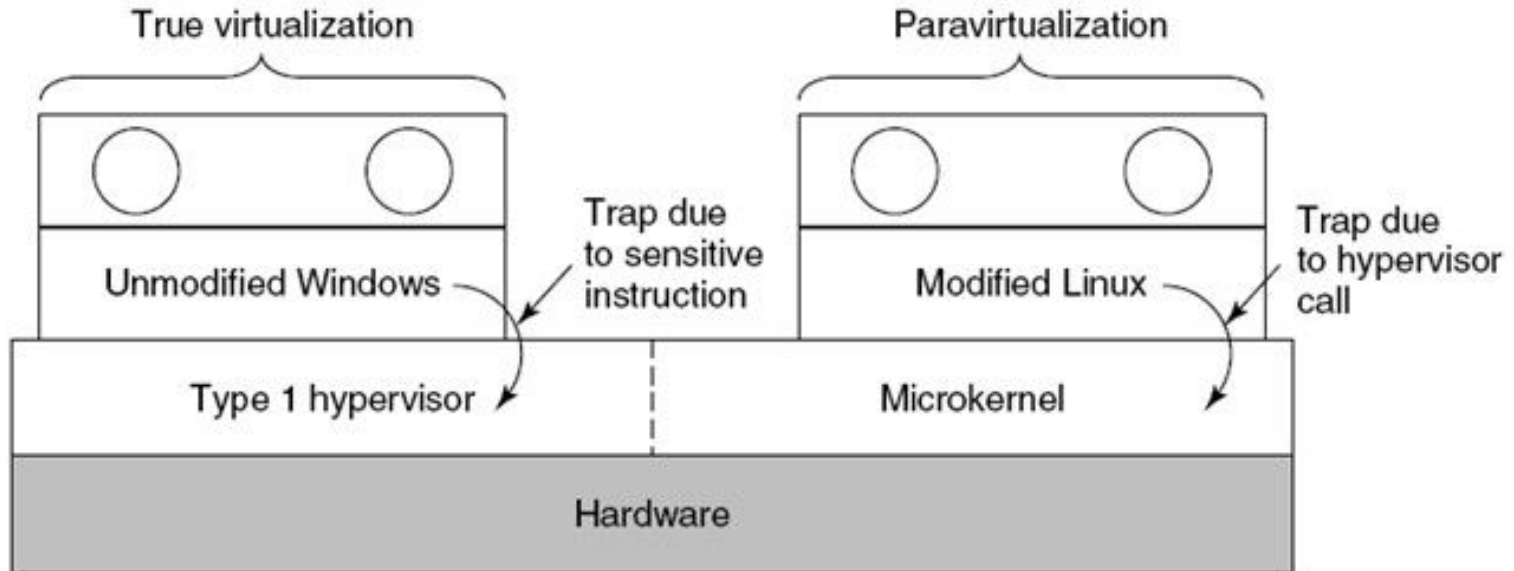 True virtualization
Paravirtualization
Trap due
to sensitive
instruction
Trap due
to hypervisor
call
Unmodified Windows
Modified Linux
Type 1 hypervisor
Microkernel
Hardware